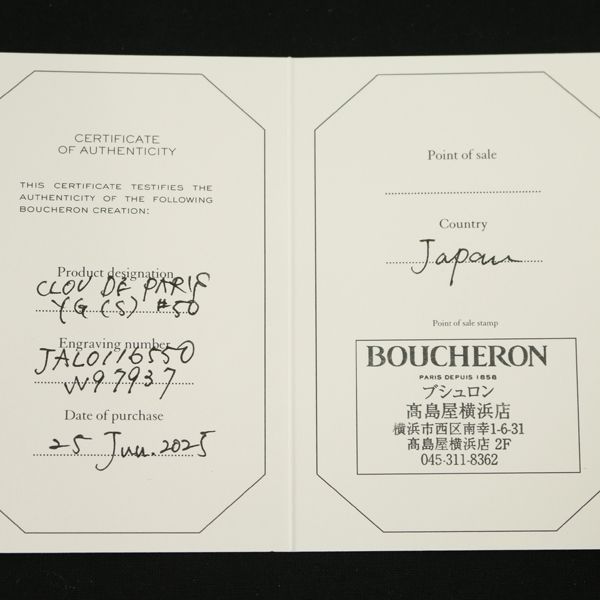 CERTIFICATE
OF AUTHENTICITY
THIS CERTIFICATE TESTIFIES THE
AUTHENTICITY OF THE FOLLOWING
BOUCHERON CREATION:
Product designation
CLOU DE PARIS
YG (S) #50
Engraving number
JAL0116550
W97937
Date of purchase
25 Jun. 2025
Point of sale
Country
Japan
Point of sale stamp
BOUCHERON
PARIS DEPUIS 1858
ブシュロン
髙島屋横浜店
横浜市西区南幸1-6-31
髙島屋横浜店 2F
045-311-8362